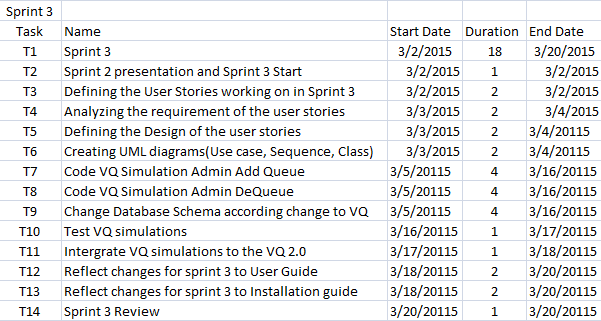 Sprint 3
Task Name Start Date Duration End Date
T1 Sprint 3 3/2/2015 18 3/20/2015
T2 Sprint 2 presentation and Sprint 3 Start 3/2/2015 1 3/2/2015
T3 Defining the User Stories working on in Sprint 3 3/2/2015 2 3/2/2015
T4 Analyzing the requirement of the user stories 3/3/2015 2 3/4/2015
T5 Defining the Design of the user stories 3/3/2015 2 3/4/20115
T6 Creating UML diagrams(Use case, Sequence, Class) 3/3/2015 2 3/4/20115
T7 Code VQ Simulation Admin Add Queue 3/5/20115 4 3/16/20115
T8 Code VQ Simulation Admin DeQueue 3/5/20115 4 3/16/20115
T9 Change Database Schema according change to VQ 3/5/20115 4 3/16/20115
T10 Test VQ simulations 3/16/20115 1 3/17/20115
T11 Intergrate VQ simulations to the VQ 2.0 3/17/20115 1 3/18/20115
T12 Reflect changes for sprint 3 to User Guide 3/18/20115 2 3/20/20115
T13 Reflect changes for sprint 3 to Installation guide 3/18/20115 2 3/20/20115
T14 Sprint 3 Review 3/20/20115 1 3/20/20115